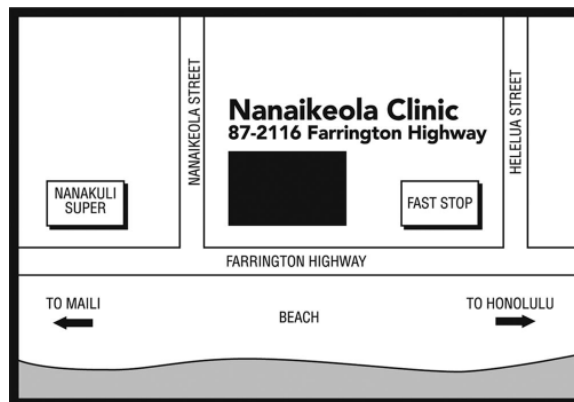 NANAIKEOLA STREET
HELELUA STREET
Nanaikeola Clinic
87-2116 Farrington Highway
NANAKULI
SUPER
FAST STOP
FARRINGTON HIGHWAY
TO MAILI
BEACH
TO HONOLULU